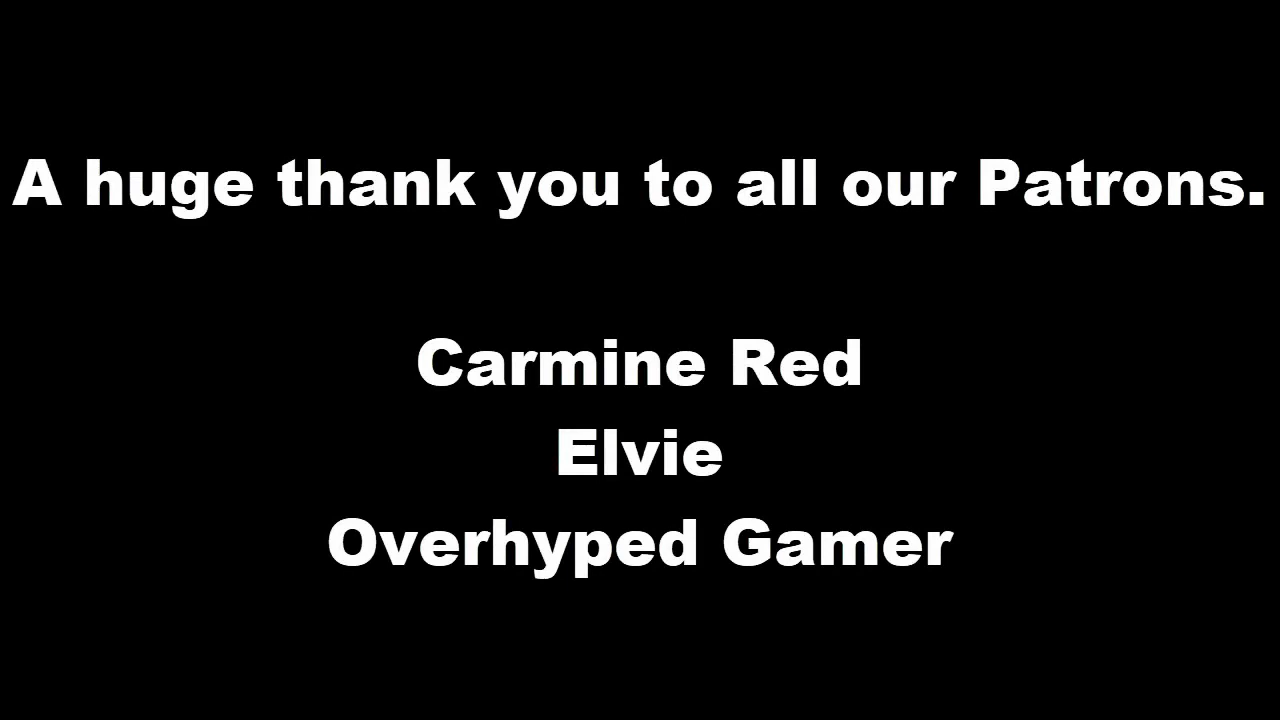 A huge thank you to all our Patrons.
Carmine Red
Elvie
Overhyped Gamer